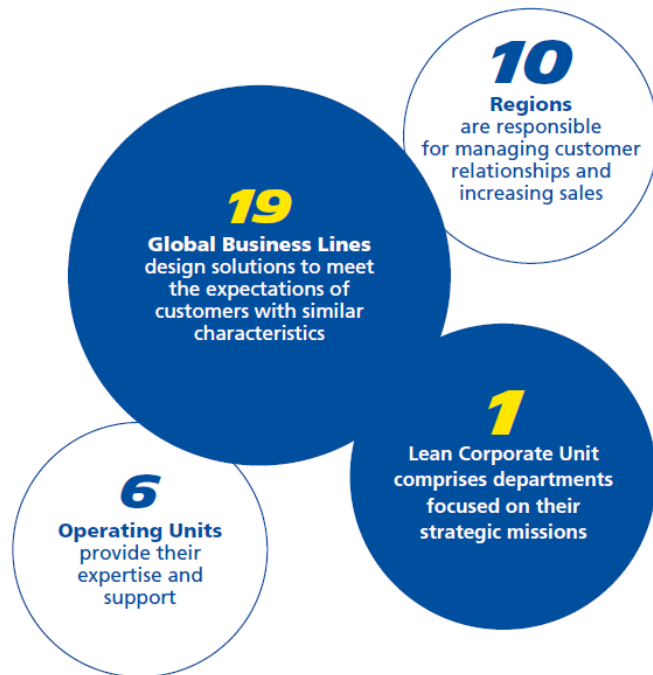 10
Regions
are responsible
for managing customer
relationships and
increasing sales
19
Global Business Lines
design solutions to meet
the expectations of
customers with similar
characteristics
1
Lean Corporate Unit
comprises departments
focused on their
strategic missions
6
Operating Units
provide their
expertise and
support